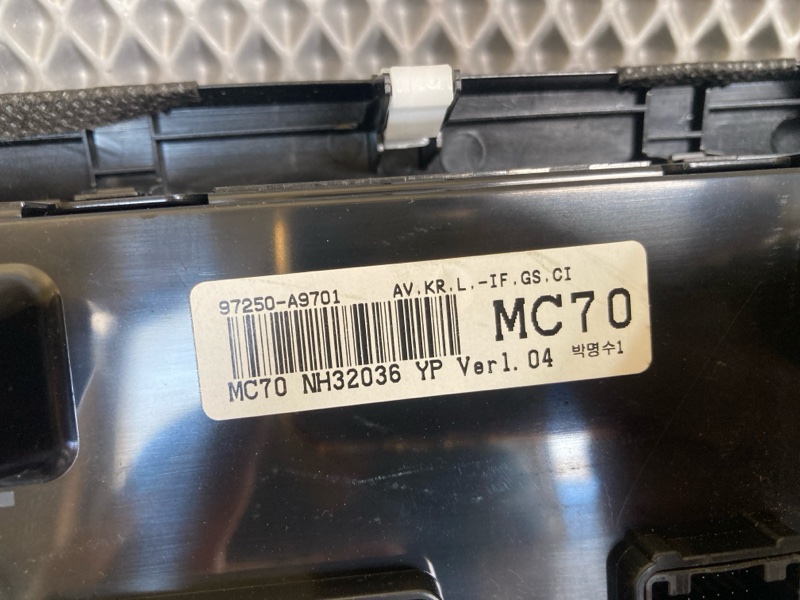 97250-A9701 AV.KR.L.-IF.GS.CI
MC70
MC70 NH32036 YP Ver1.04 박명수1